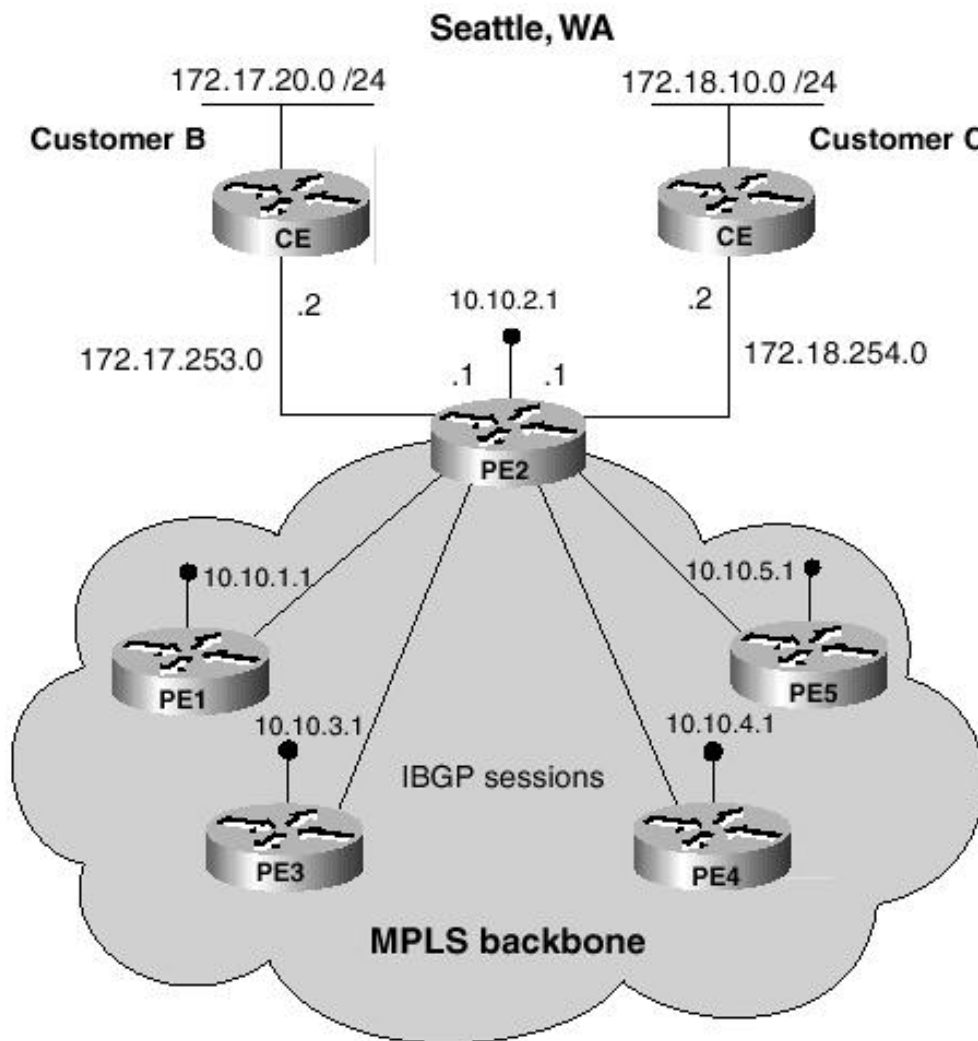 Seattle, WA
172.17.20.0 /24
172.18.10.0 /24
Customer B
Customer C
CE
CE
.2
10.10.2.1
.2
172.17.253.0
.1
.1
172.18.254.0
PE2
10.10.1.1
10.10.5.1
PE1
PE5
10.10.3.1
10.10.4.1
IBGP sessions
PE3
PE4
MPLS backbone